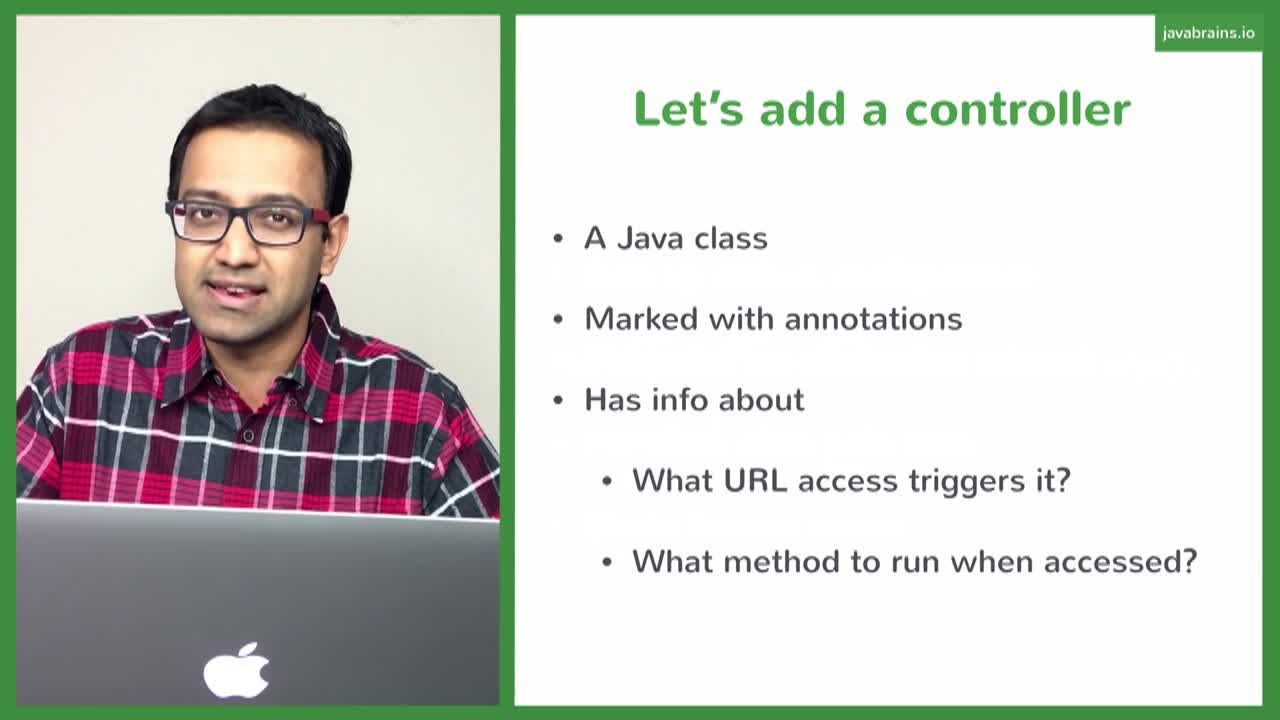 javabrains.io
Let's add a controller
• A Java class
• Marked with annotations
• Has info about
• What URL access triggers it?
• What method to run when accessed?